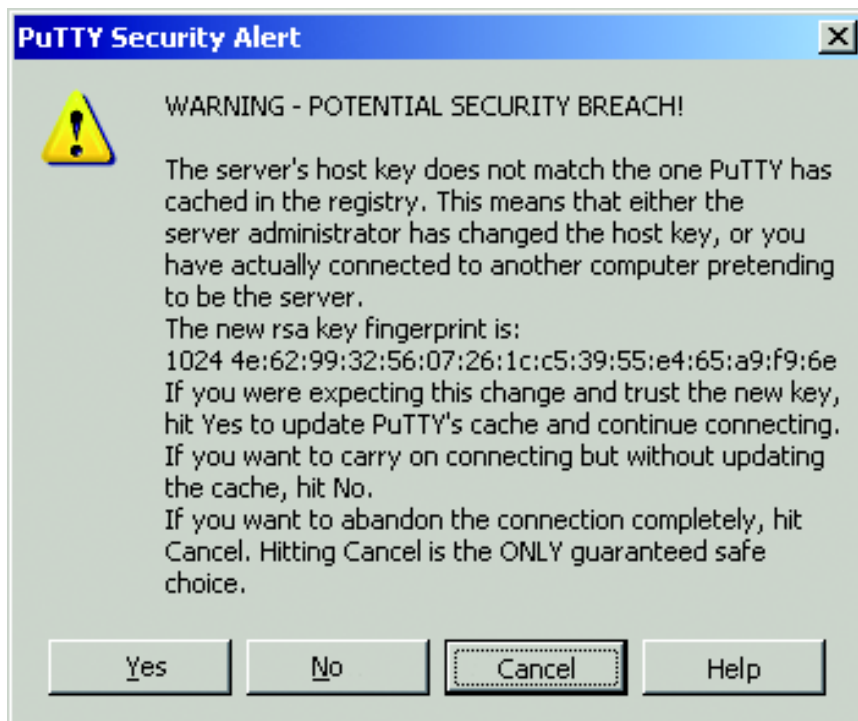 PuTTY Security Alert
WARNING - POTENTIAL SECURITY BREACH!
The server's host key does not match the one PuTTY has
cached in the registry. This means that either the
server administrator has changed the host key, or you
have actually connected to another computer pretending
to be the server.
The new rsa key fingerprint is:
1024 4e:62:99:32:56:07:26:1c:c5:39:55:e4:65:a9:f9:6e
If you were expecting this change and trust the new key,
hit Yes to update PuTTY's cache and continue connecting.
If you want to carry on connecting but without updating
the cache, hit No.
If you want to abandon the connection completely, hit
Cancel. Hitting Cancel is the ONLY guaranteed safe
choice.
Yes No Cancel Help